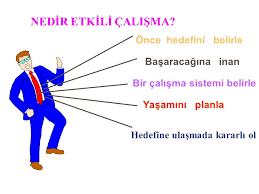 NEDİR ETKİLİ ÇALIŞMA?
Önce hedefini belirle
Başaracağına inan
Bir çalışma sistemi belirle
Yaşamını planla
Hedefine ulaşmada kararlı ol